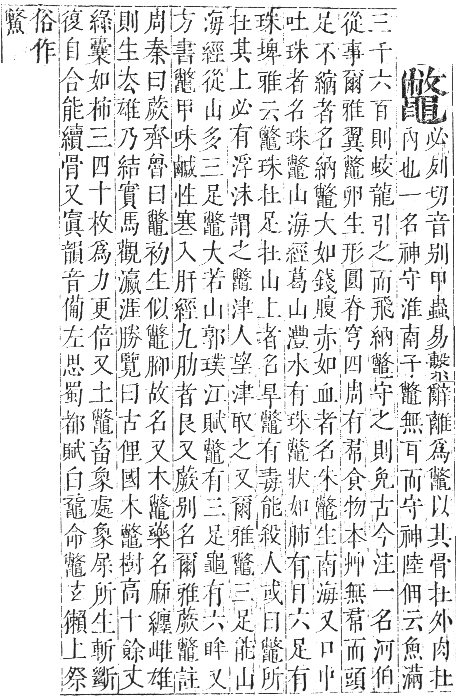 鼈必列切音别甲蟲易繫辭離爲鼈以其骨在外肉在
內也一名神守淮南子鼈無耳而守神陸佃云魚滿
三千六百則蛟龍引之而飛納鼈守之則免古今注一名河伯
從事爾雅翼鼈卵生形圓脊穹四周有帬食物本艸無帬而頭
足不縮者名納鼈大如錢腹赤如血者名朱鼈生南海又口中
吐珠者名珠鼈山海經葛山澧水有珠鼈狀如肺有目六足有
珠埤雅云鼈珠在足在山上者名旱鼈有毒能殺人或曰鼈所
在其上必有浮沫謂之鼈津人望津取之又爾雅鼈三足能山
海經從山多三足鼈大若山郭璞江賦鼈有三足龜有六眸又
方書鼈甲味鹹性寒入肝經九肋者良又蕨别名爾雅蕨鼈註
周秦曰蕨齊魯曰鼈初生似鼈腳故名又木鼈藥名麻纏雌雄
則生去雄乃結實馬觀瀛涯勝覽曰古俚國木鼈樹高十餘丈
綠囊如柿三四十枚爲力更倍又土鼈畜象處象屎所生斬斷
復自合能續骨又寘韻音僃左思蜀都賦白黿命鼈𤣥獺上祭
俗作
鱉